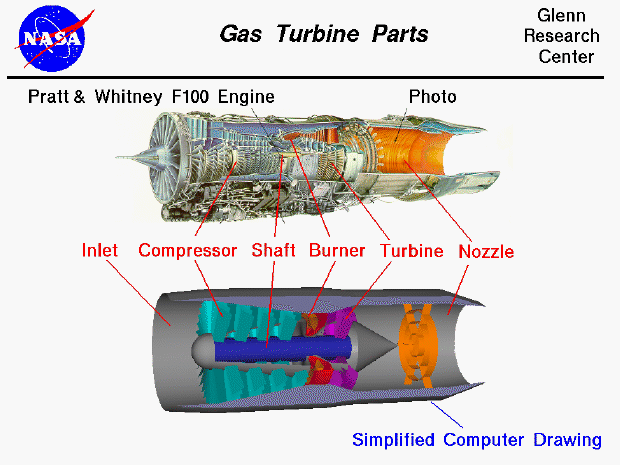 NASA
Gas Turbine Parts
Glenn
Research
Center
Pratt & Whitney F100 Engine
Photo
Inlet Compressor Shaft Burner Turbine Nozzle
Simplified Computer Drawing